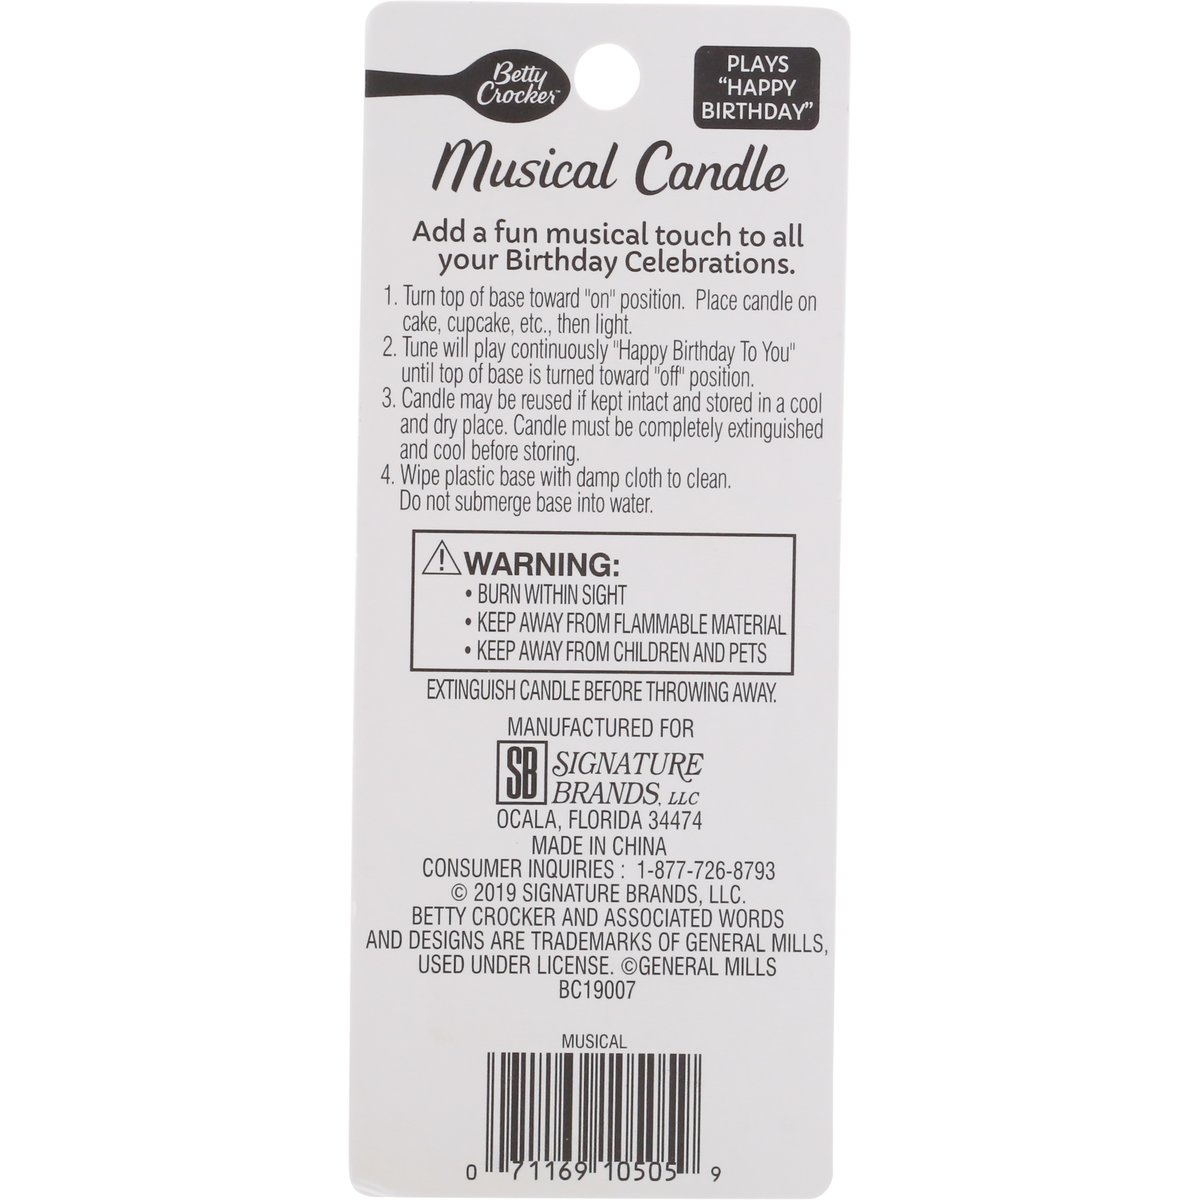 Betty
Crocker™
PLAYS
“HAPPY
BIRTHDAY”
Musical Candle
Add a fun musical touch to all
your Birthday Celebrations.
1. Turn top of base toward "on" position. Place candle on
cake, cupcake, etc., then light.
2. Tune will play continuously "Happy Birthday To You"
until top of base is turned toward "off" position.
3. Candle may be reused if kept intact and stored in a cool
and dry place. Candle must be completely extinguished
and cool before storing.
4. Wipe plastic base with damp cloth to clean.
Do not submerge base into water.
WARNING:
• BURN WITHIN SIGHT
• KEEP AWAY FROM FLAMMABLE MATERIAL
• KEEP AWAY FROM CHILDREN AND PETS
EXTINGUISH CANDLE BEFORE THROWING AWAY.
MANUFACTURED FOR
SB SIGNATURE
BRANDS, LLC
OCALA, FLORIDA 34474
MADE IN CHINA
CONSUMER INQUIRIES : 1-877-726-8793
© 2019 SIGNATURE BRANDS, LLC.
BETTY CROCKER AND ASSOCIATED WORDS
AND DESIGNS ARE TRADEMARKS OF GENERAL MILLS,
USED UNDER LICENSE. ©GENERAL MILLS
BC19007
MUSICAL
0 71169 10505 9